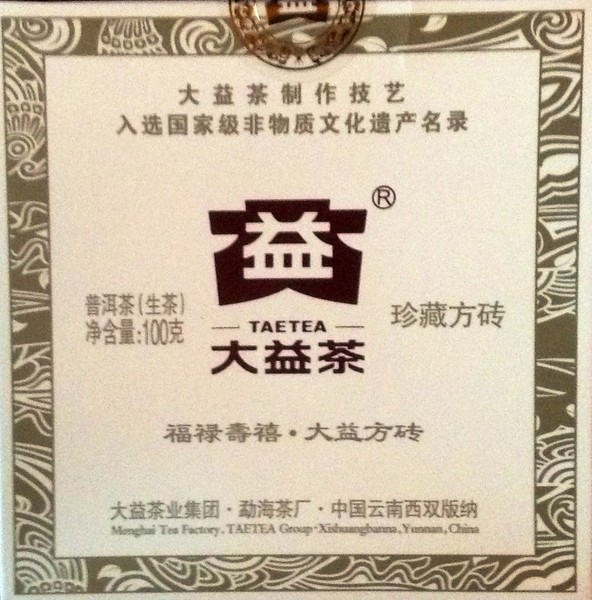 大益茶制作技艺
入选国家级非物质文化遗产名录
益
®
普洱茶(生茶)
净含量:100克
TAETEA
大益茶
珍藏方砖
福禄壽禧·大益方砖
大益茶业集团·勐海茶厂·中国云南西双版纳
Menghai Tea Factory, TAETEA Group·Xishuangbanna, Yunnan, China